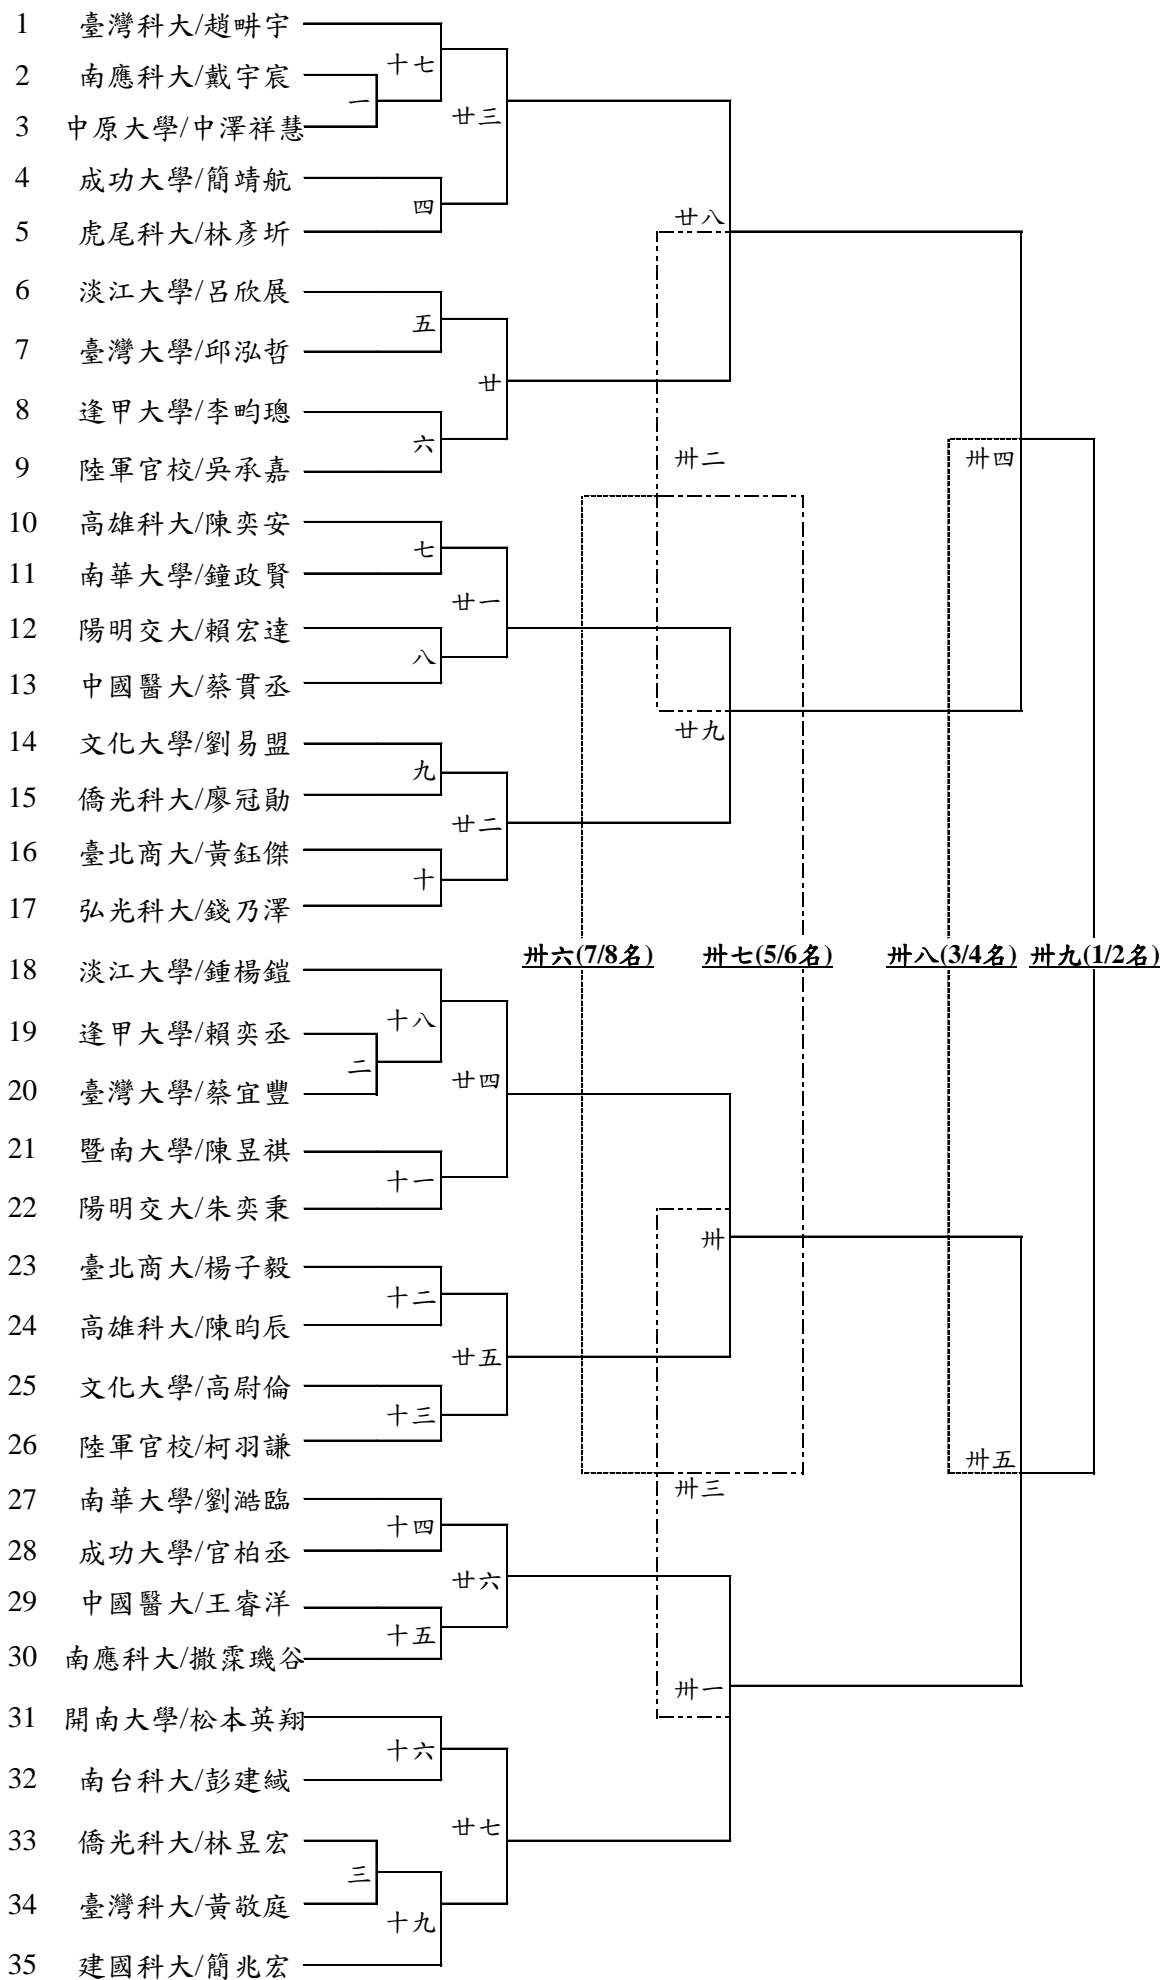 1 臺灣科大/趙畊宇
十七
2 南應科大/戴宇宸
一
廿三
3 中原大學/中澤祥慧
4 成功大學/簡靖航
四
廿八
5 虎尾科大/林彥圻
6 淡江大學/呂欣展
五
7 臺灣大學/邱泓哲
廿
8 逢甲大學/李昀璁
六
卅二
卅四
9 陸軍官校/吳承嘉
10 高雄科大/陳奕安
七
11 南華大學/鐘政賢
廿一
12 陽明交大/賴宏達
八
13 中國醫大/蔡貫丞
廿九
14 文化大學/劉易盟
九
15 僑光科大/廖冠勛
廿二
16 臺北商大/黃鈺傑
十
17 弘光科大/錢乃澤
卅六(7/8名) 卅七(5/6名) 卅八(3/4名) 卅九(1/2名)
18 淡江大學/鍾楊鎧
十八
19 逢甲大學/賴奕丞
二
廿四
20 臺灣大學/蔡宜豐
21 暨南大學/陳昱祺
十一
22 陽明交大/朱奕秉
卅
23 臺北商大/楊子毅
十二
24 高雄科大/陳昀辰
廿五
25 文化大學/高尉倫
十三
26 陸軍官校/柯羽謙
卅五
卅三
27 南華大學/劉澔臨
十四
28 成功大學/官柏丞
廿六
29 中國醫大/王睿洋
十五
30 南應科大/撒霂璣谷
卅一
31 開南大學/松本英翔
十六
32 南台科大/彭建緎
廿七
33 僑光科大/林昱宏
三
34 臺灣科大/黃敬庭
十九
35 建國科大/簡兆宏